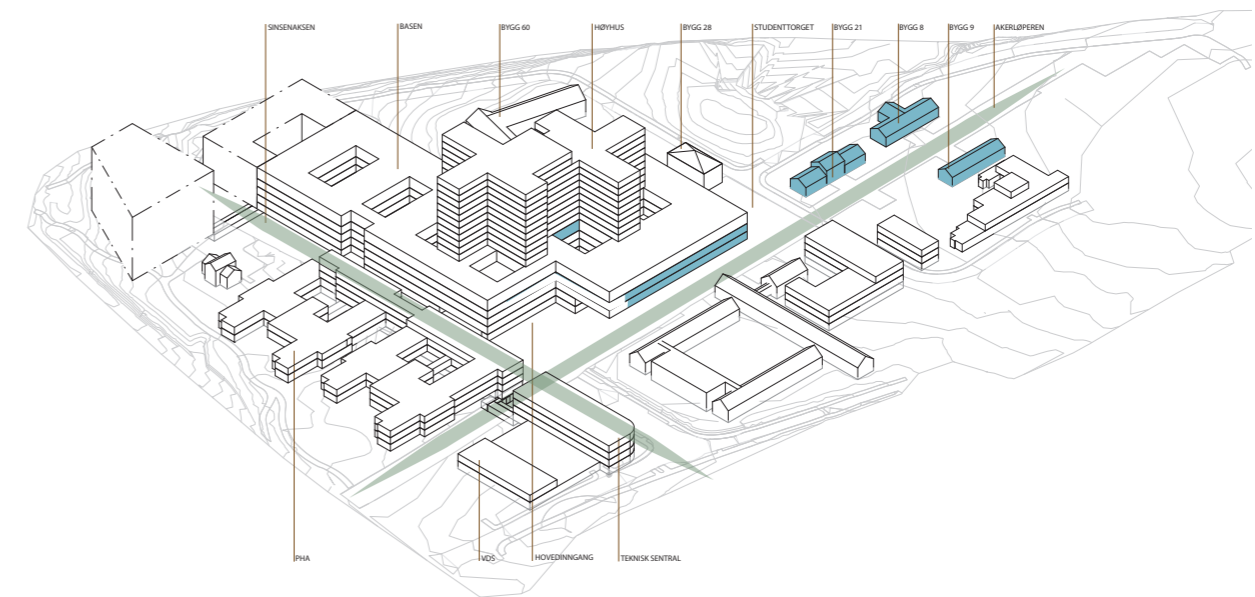 SINSENAKSEN
BASEN
BYGG 60
HØYHUS
BYGG 28
STUDENTTORGET
BYGG 21
BYGG 8
BYGG 9
AKERLØPEREN
PHA
VDS
HOVEDINNGANG
TEKNISK SENTRAL